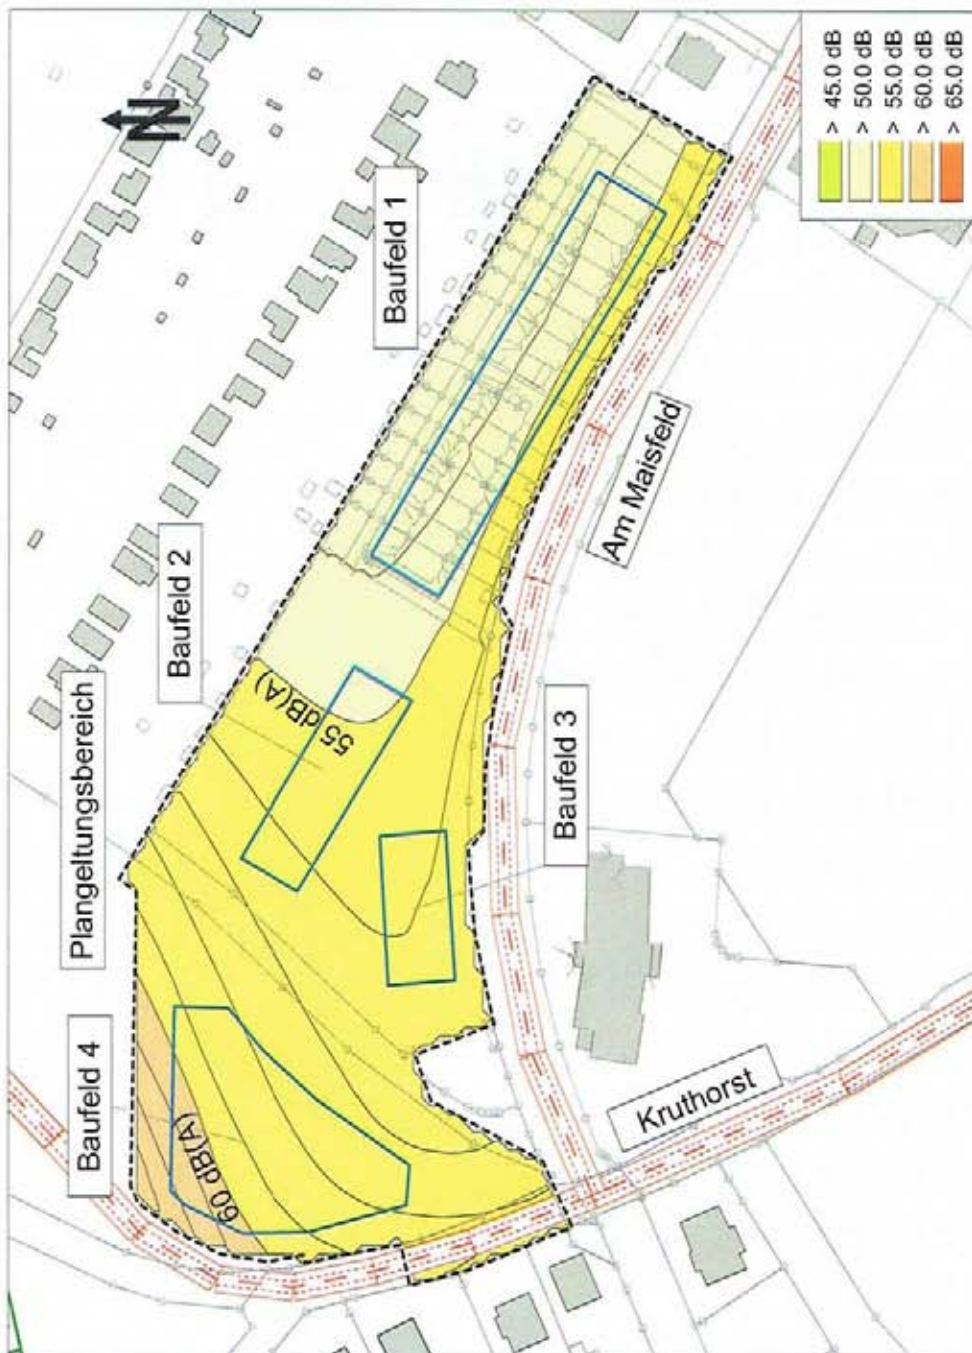 Baufeld 4
Plangeltungsbereich
Baufeld 2
Baufeld 1
N
60 dB(A)
55 dB(A)
Baufeld 3
Am Maisfeld
Kruthorst
> 45.0 dB
> 50.0 dB
> 55.0 dB
> 60.0 dB
> 65.0 dB